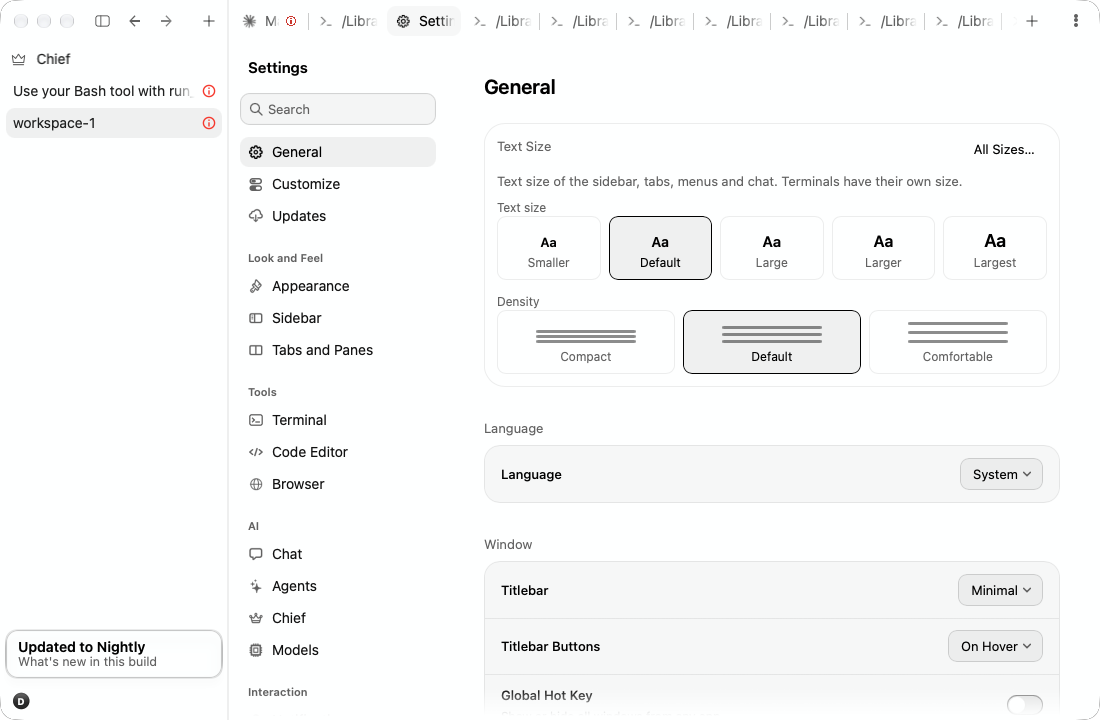 /Libra
Settin
/Libra
/Libra
/Libra
/Libra
/Libra
/Libra
/Libra
Chief
Use your Bash tool with run_
workspace-1
Updated to Nightly
What's new in this build
D
Settings
Search
General
Customize
Updates
Look and Feel
Appearance
Sidebar
Tabs and Panes
Tools
Terminal
Code Editor
Browser
AI
Chat
Agents
Chief
Models
Interaction
General
Text Size
All Sizes...
Text size of the sidebar, tabs, menus and chat. Terminals have their own size.
Text size
Aa
Smaller
Aa
Default
Aa
Large
Aa
Larger
Aa
Largest
Density
Compact
Default
Comfortable
Language
Language
System
Window
Titlebar
Minimal
Titlebar Buttons
On Hover
Global Hot Key